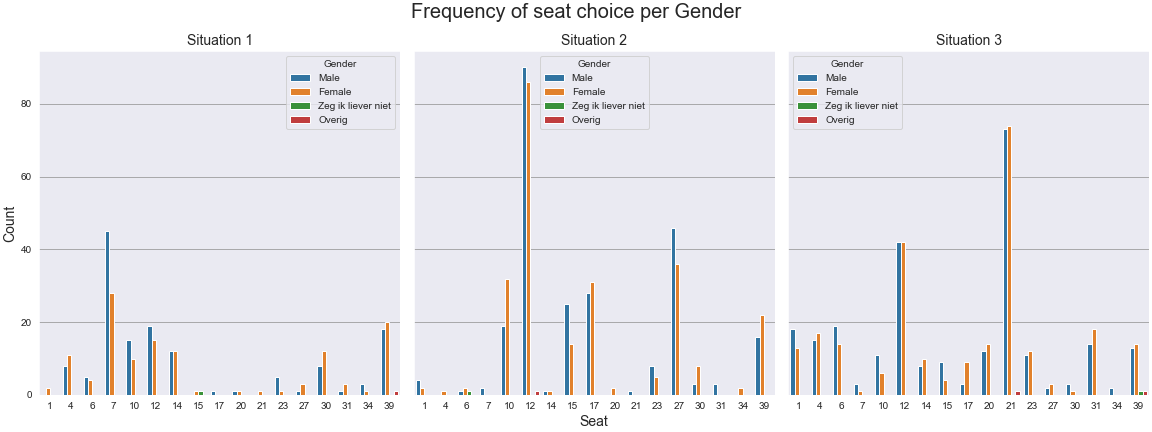 Frequency of seat choice per Gender
Situation 1
Situation 2
Situation 3
Gender
Male
Female
Zeg ik liever niet
Overig
Gender
Male
Female
Zeg ik liever niet
Overig
Gender
Male
Female
Zeg ik liever niet
Overig
Count
80
60
40
20
0
1 4 6 7 10 12 14 15 17 20 21 23 27 30 31 34 39
1 4 6 7 10 12 14 15 17 20 21 23 27 30 31 34 39
1 4 6 7 10 12 14 15 17 20 21 23 27 30 31 34 39
Seat